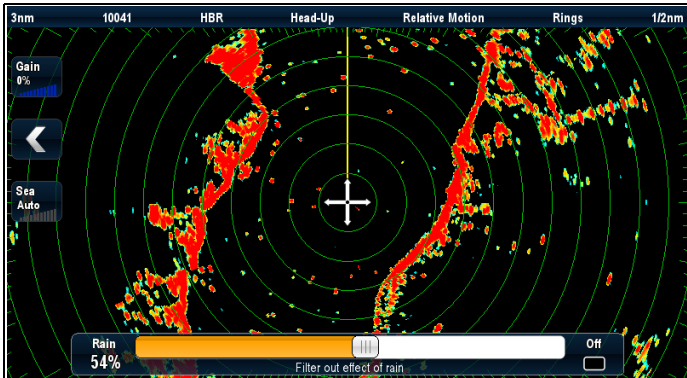 3nm 10041 HBR Head-Up Relative Motion Rings 1/2nm
Gain
0%
Sea
Auto
Rain
54%
Filter out effect of rain
Off